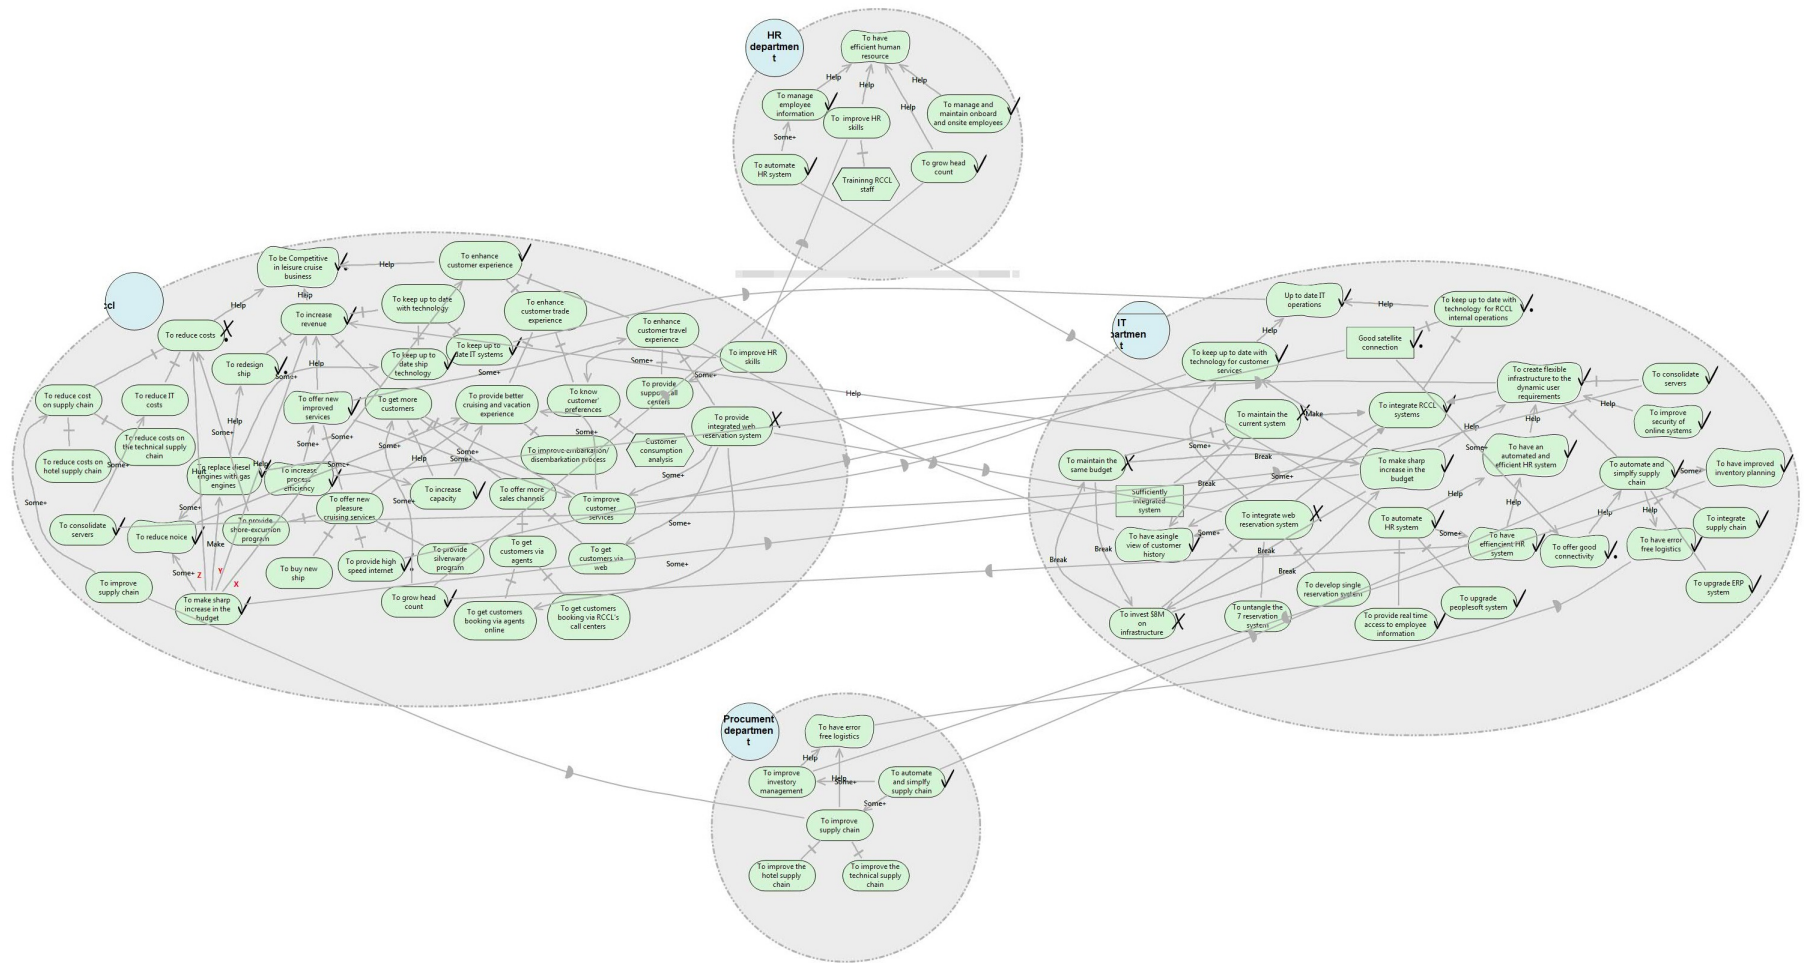 HR
departmen
t
To have
efficient human
resource
Help
Help
Help
Help
To manage
employee
information
To improve HR
skills
To manage and
maintain onboard
and onsite employees
Some+
To automate
HR system
Traininng RCCL
staff
To grow head
count
:cl
To be Competitive
in leisure cruise
business
Help
To enhance
customer experience
Help
Help
To reduce costs
To increase
revenue
To keep up to date
with technology
To enhance
customer trade
experience
To enhance
customer travel
experience
To redesign
ship
Help
Some+
To keep up to
date ship
technology
To keep up to
date IT systems
Some+
Some+
Some+
To improve HR
skills
To reduce cost
on supply chain
To reduce IT
costs
To offer new
improved
services
To get more
customers
To provide better
cruising and vacation
experience
To know
customer'
preferences
To provide
support call
centers
To provide
integrated web
reservation system
Help
Some+
Some+
Some+
Some+
To reduce costs on
the technical supply
chain
To reduce costs on
hotel supply chain
Some+
Hurt
To replace diesel
engines with gas
engines
Help
To increase
process
efficiency
Some+
Help
Some+
To improve embarkation/
disembarkation process
Customer
consumption
analysis
Some+
Some+
To increase
capacity
To offer more
sales channels
To improve
customer
services
Some+
Some+
To offer new
pleasure
cruising services
To consolidate
servers
To reduce noice
To provide
shore-excursion
program
Make
Some+
Some+
To improve
supply chain
Z
Y
X
To make sharp
increase in the
budget
To buy new
ship
To provide high
speed internet
To provide
silverware
program
To get
customers via
agents
To get
customers via
web
Some+
To grow head
count
To get customers
booking via agents
online
To get customers
booking via RCCL's
call centers
Help
IT
partmen
t
Up to date IT
operations
Help
Help
To keep up to date with
technology for RCCL
internal operations
Good satellite
connection
To keep up to date with
technology for customer
services
To create flexible
infrastructure to the
dynamic user
requirements
To consolidate
servers
Help
To maintain the
current system
Make
To integrate RCCL
systems
Help
To improve
security of
online systems
Some+
Break
Some+
Some+
To have an
automated and
efficient HR system
To maintain the
same budget
To make sharp
increase in the
budget
To automate and
simplfy supply
chain
Some+
To have improved
inventory planning
Break
Sufficiently
integrated
system
Help
Help
Help
To have asingle
view of customer
history
Some+
To integrate web
reservation system
To automate
HR system
Some+
To have
effiencient HR
system
To offer good
connectivity
To have error
free logistics
To integrate
supply chain
Break
Break
Break
To develop single
reservation system
To upgrade
peoplesoft system
To upgrade ERP
system
To invest $8M
on
infrastructure
To untangle the
7 reservation
system
To provide real time
access to employee
information
Procument
departmen
t
To have error
free logistics
Help
Help
Some+
To improve
investory
management
To automate
and simplfy
supply chain
Some+
To improve
supply chain
To improve the
hotel supply
chain
To improve the
technical supply
chain